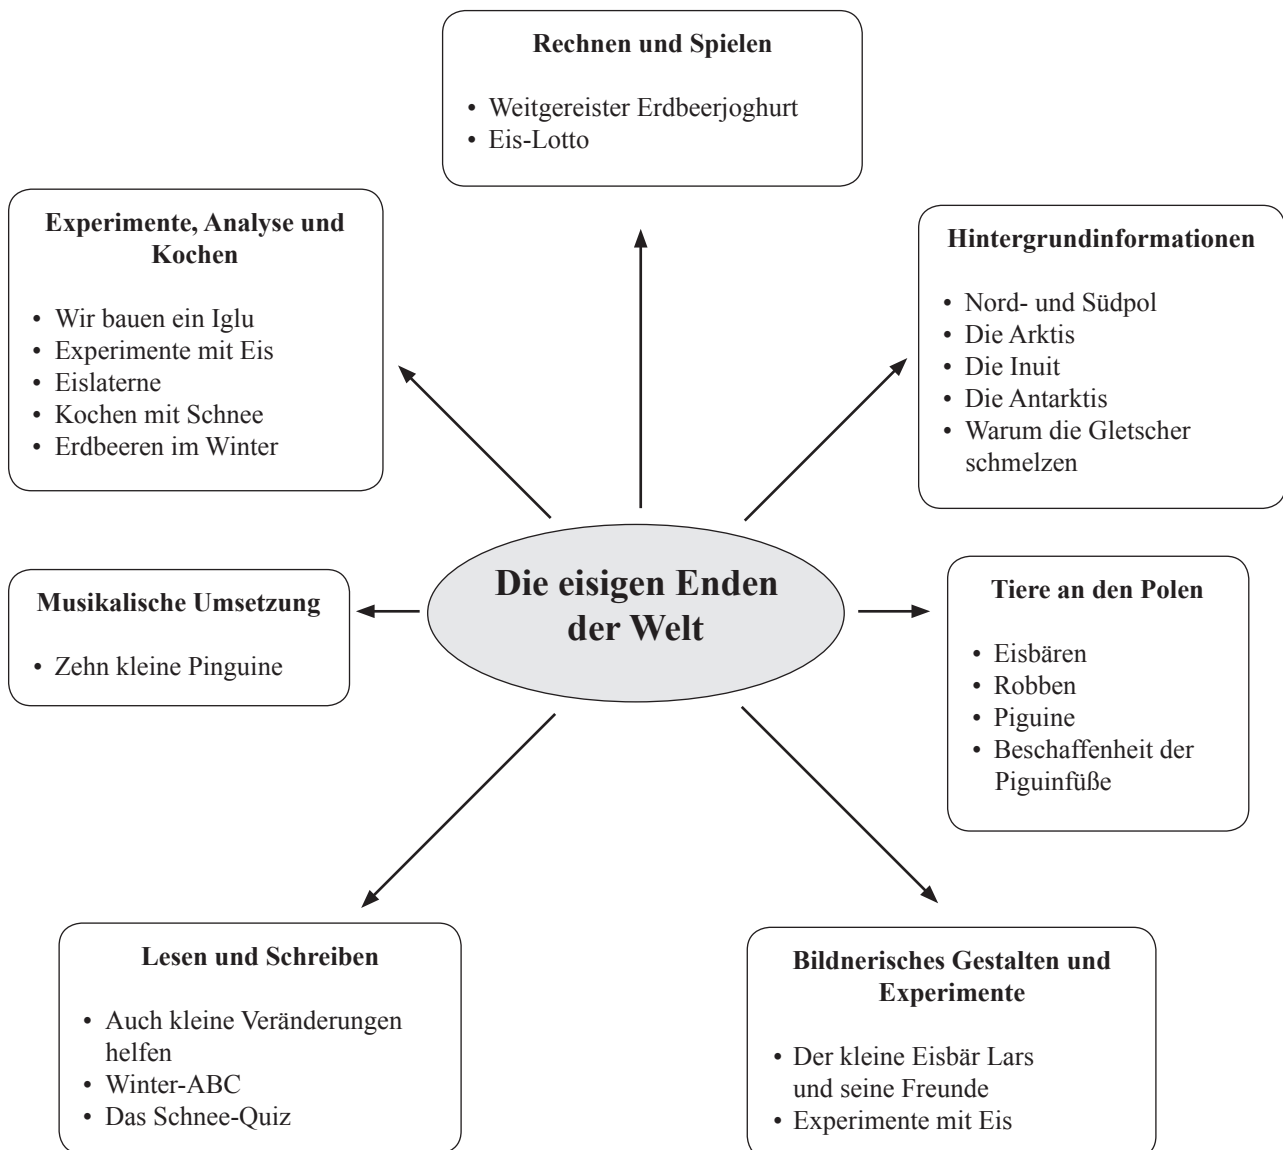 Rechnen und Spielen
• Weitgereister Erdbeerjoghurt
• Eis-Lotto
Experimente, Analyse und
Kochen
• Wir bauen ein Iglu
• Experimente mit Eis
• Eislaterne
• Kochen mit Schnee
• Erdbeeren im Winter
Hintergrundinformationen
• Nord- und Südpol
• Die Arktis
• Die Inuit
• Die Antarktis
• Warum die Gletscher
schmelzen
Die eisigen Enden
der Welt
Musikalische Umsetzung
• Zehn kleine Pinguine
Tiere an den Polen
• Eisbären
• Robben
• Piguine
• Beschaffenheit der
Piguinfüße
Lesen und Schreiben
• Auch kleine Veränderungen
helfen
• Winter-ABC
• Das Schnee-Quiz
Bildnerisches Gestalten und
Experimente
• Der kleine Eisbär Lars
und seine Freunde
• Experimente mit Eis